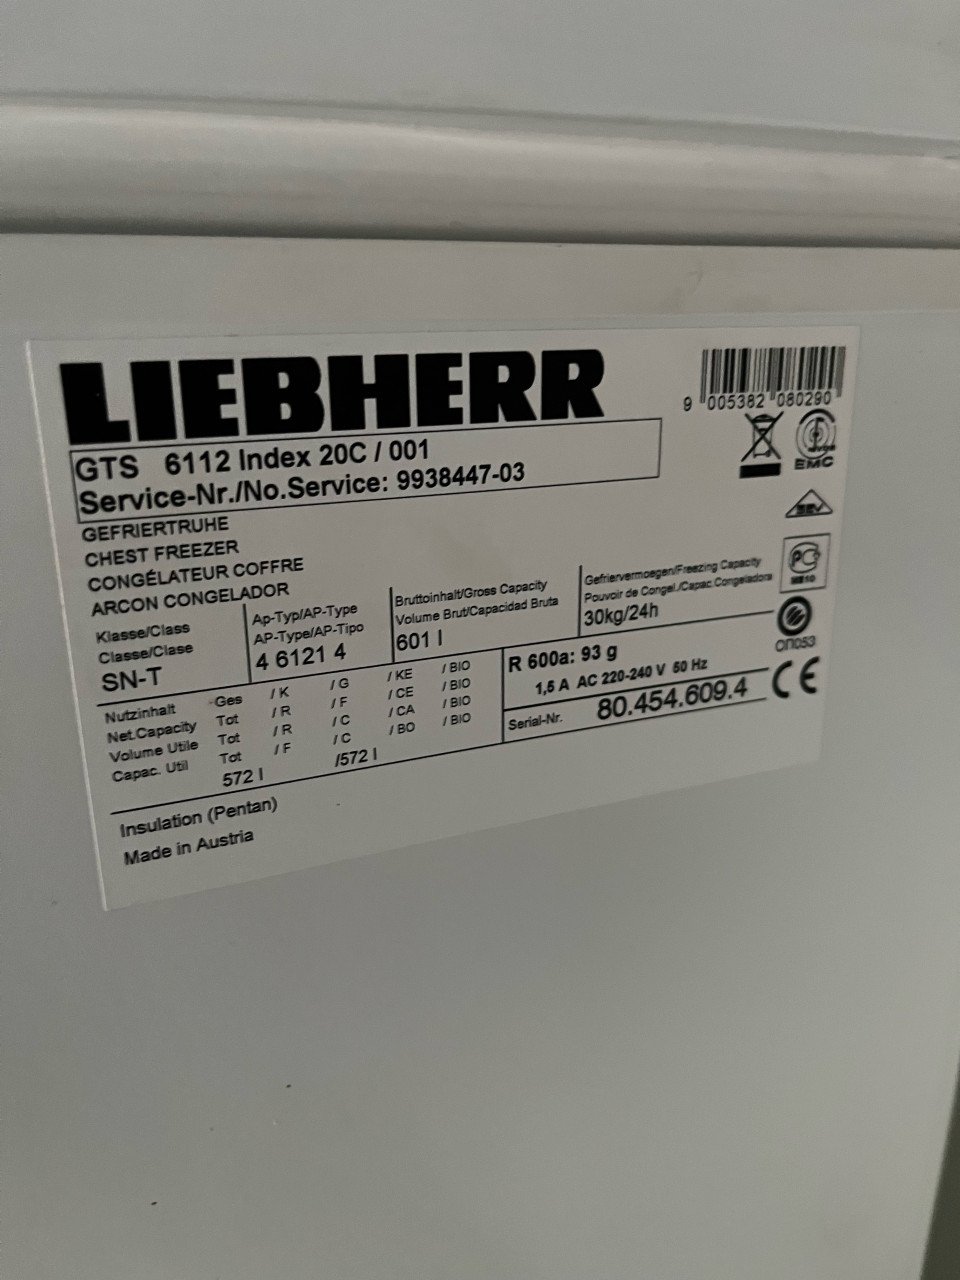 LIEBHERR
9 005382 080290
GTS 6112 Index 20C / 001
Service-Nr./No.Service: 9938447-03
EMC
GEFRIERTRUHE
CHEST FREEZER
CONGÉLATEUR COFFRE
ARCON CONGELADOR
Klasse/Class
Classe/Clase
SN-T
Ap-Typ/AP-Type
AP-Type/AP-Tipo
4 6121 4
Bruttoinhalt/Gross Capacity
Volume Brut/Capacidad Bruta
601 l
Gefriervermoegen/Freezing Capacity
Pouvoir de Congel./Capac.Congeladora
30kg/24h
Nutzinhalt Ges / K / G / KE / BIO
Net.Capacity Tot / R / F / CE / BIO
Volume Utile Tot / R / C / CA / BIO
Capac. Util Tot / F / C / BO / BIO
572 l /572 l
R 600a: 93 g
1,5 A AC 220-240 V 50 Hz
Serial-Nr. 80.454.609.4
ОП053
CE
Insulation (Pentan)
Made in Austria